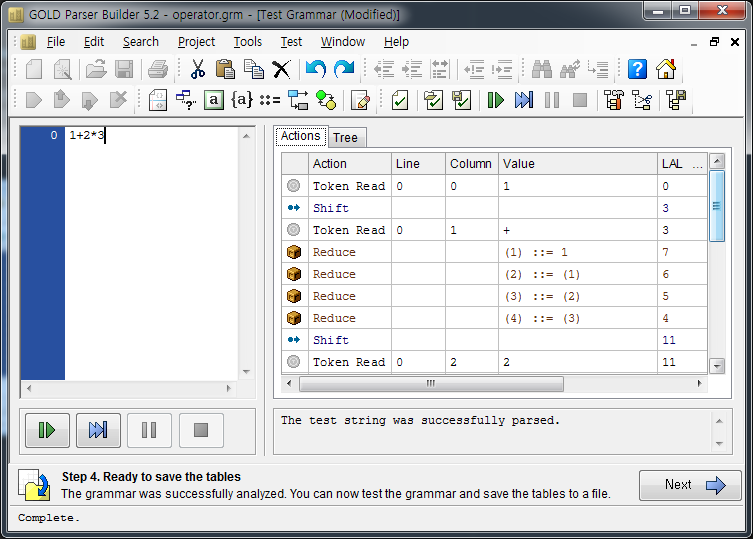 GOLD Parser Builder 5.2 - operator.grm - [Test Grammar (Modified)]
File Edit Search Project Tools Test Window Help
a {a} ::=
0 1+2*3
Actions Tree
Action Line Column Value LAL ...
Token Read 0 0 1 0
Shift 3
Token Read 0 1 + 3
Reduce (1) ::= 1 7
Reduce (2) ::= (1) 6
Reduce (3) ::= (2) 5
Reduce (4) ::= (3) 4
Shift 11
Token Read 0 2 2 11
The test string was successfully parsed.
Step 4. Ready to save the tables
The grammar was successfully analyzed. You can now test the grammar and save the tables to a file.
Next
Complete.